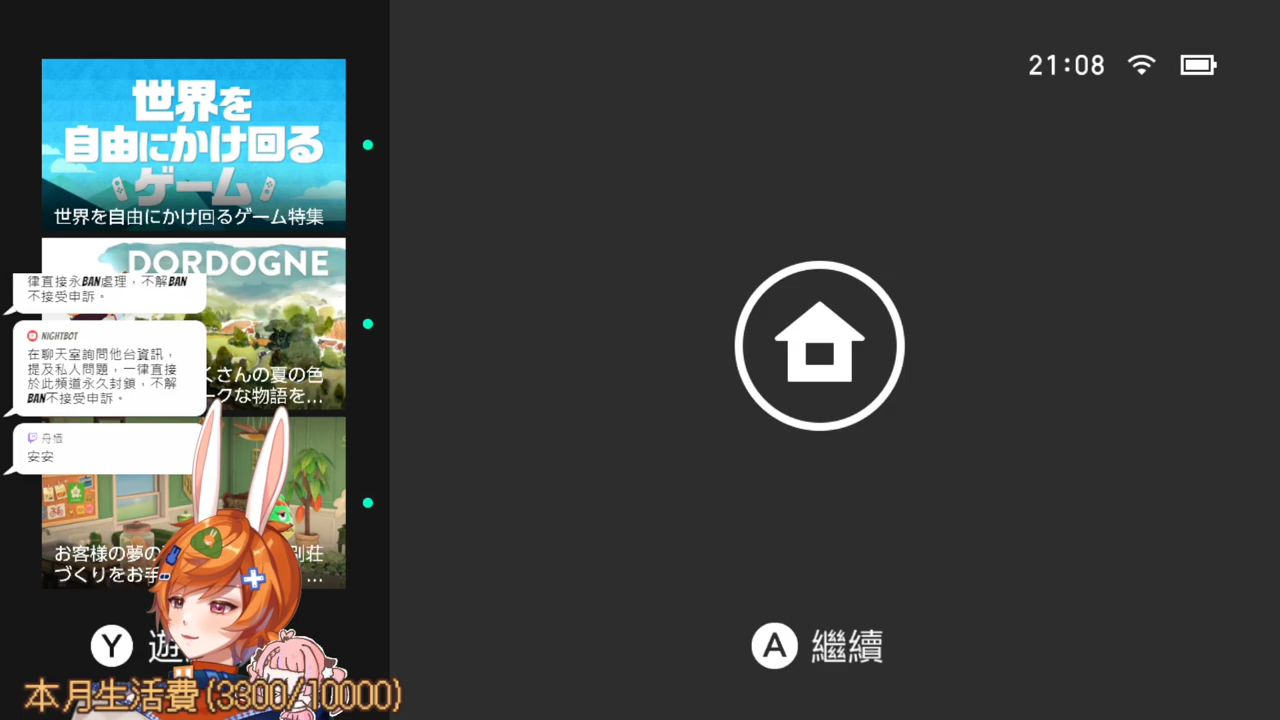 21:08
世界を
自由にかけ回る
ゲーム
世界を自由にかけ回るゲーム特集
DORDOGNE
くさんの夏の色
ークな物語を...
律直接永BAN處理，不解BAN
不接受申訴。
NIGHTBOT
在聊天室詢問他台資訊，
提及私人問題，一律直接
於此頻道永久封鎖，不解
BAN不接受申訴。
舟栖
安安
お客様の夢の
別荘
づくりをお手
...
Y 遊
A 繼續
本月生活費(3300/10000)